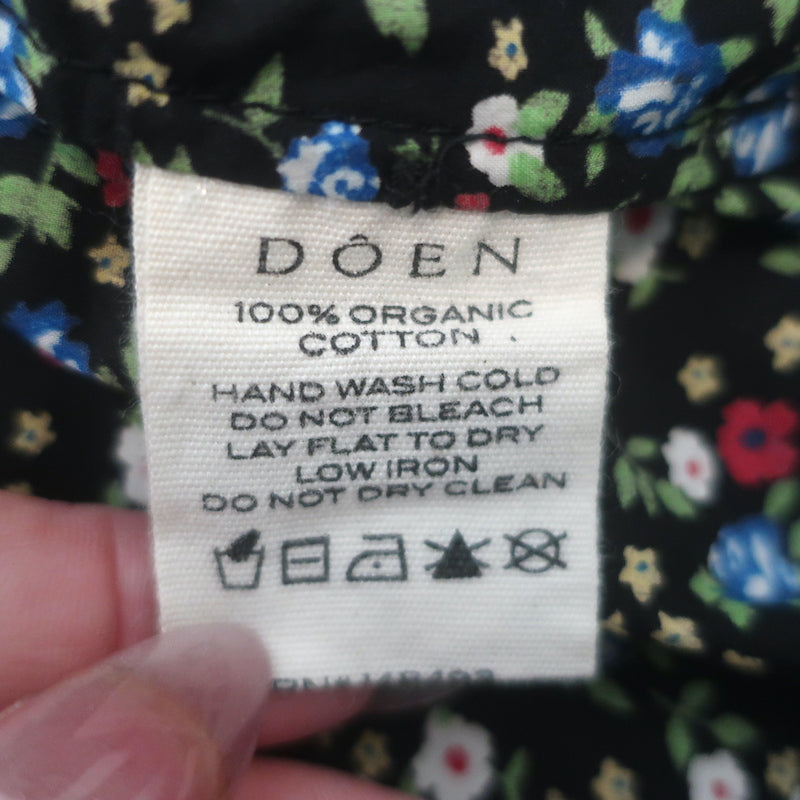 DÔEN
100% ORGANIC
COTTON
HAND WASH COLD
DO NOT BLEACH
LAY FLAT TO DRY
LOW IRON
DO NOT DRY CLEAN